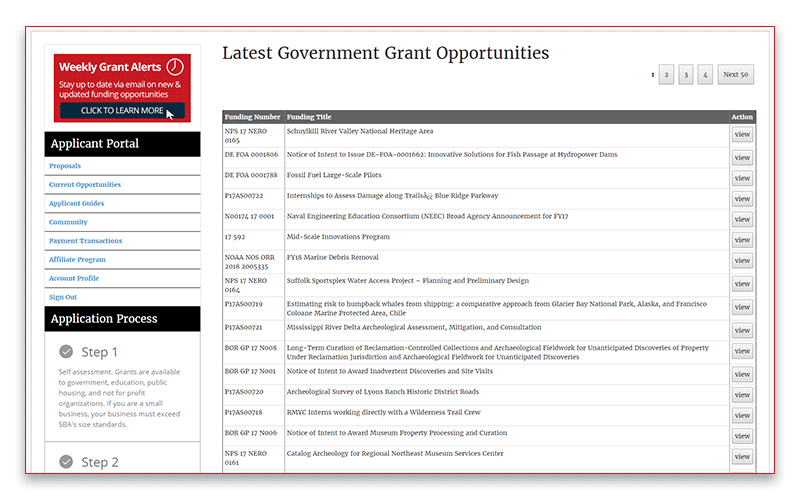 Weekly Grant Alerts
Stay up to date via email on new &
updated funding opportunities
CLICK TO LEARN MORE
Applicant Portal
Proposals
Current Opportunities
Applicant Guides
Community
Payment Transactions
Affiliate Program
Account Profile
Sign Out
Application Process
Step 1
Self assessment. Grants are available
to government, education, public
housing, and not for profit
organizations. If you are a small
business, your business must exceed
SBA's size standards.
Step 2
Latest Government Grant Opportunities
1 2 3 4 Next 50
Funding Number Funding Title Action
NPS 17 NERO
0165 Schuylkill River Valley National Heritage Area view
DE FOA 0001806 Notice of Intent to Issue DE-FOA-0001662: Innovative Solutions for Fish Passage at Hydropower Dams view
DE FOA 0001788 Fossil Fuel Large-Scale Pilots view
P17AS00722 Internships to Assess Damage along Trailsâ¿¿ Blue Ridge Parkway view
N00174 17 0001 Naval Engineering Education Consortium (NEEC) Broad Agency Announcement for FY17 view
17 592 Mid-Scale Innovations Program view
NOAA NOS ORR
2018 2005335 FY18 Marine Debris Removal view
NPS 17 NERO
0164 Suffolk Sportsplex Water Access Project – Planning and Preliminary Design view
P17AS00719 Estimating risk to humpback whales from shipping: a comparative approach from Glacier Bay National Park, Alaska, and Francisco
Coloane Marine Protected Area, Chile view
P17AS00721 Mississippi River Delta Archeological Assessment, Mitigation, and Consultation view
BOR GP 17 N008 Long-Term Curation of Reclamation-Controlled Collections and Archaeological Fieldwork for Unanticipated Discoveries of Property
Under Reclamation Jurisdiction and Archaeological Fieldwork for Unanticipated Discoveries view
BOR GP 17 N001 Notice of Intent to Award Inadvertent Discoveries and Site Visits view
P17AS00720 Archeological Survey of Lyons Ranch Historic District Roads view
P17AS00718 RMYC Interns working directly with a Wilderness Trail Crew view
BOR GP 17 N006 Notice of Intent to Award Museum Property Processing and Curation view
NPS 17 NERO
0161 Catalog Archeology for Regional Northeast Museum Services Center view